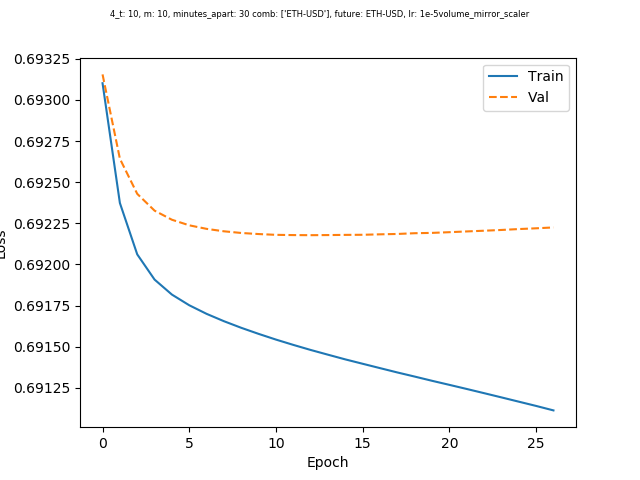 4_t: 10, m: 10, minutes_apart: 30 comb: ['ETH-USD'], future: ETH-USD, lr: 1e-5volume_mirror_scaler
Train
Val
0.69325
0.69300
0.69275
0.69250
0.69225
0.69200
0.69175
0.69150
0.69125
Loss
0 5 10 15 20 25
Epoch